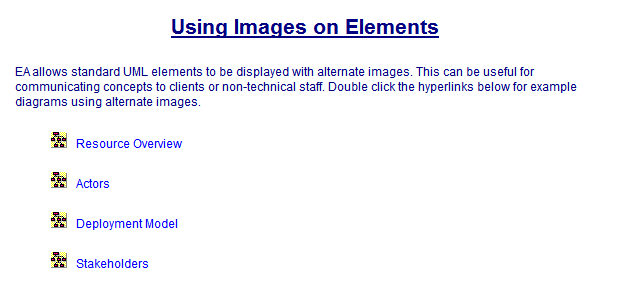 Using Images on Elements
EA allows standard UML elements to be displayed with alternate images. This can be useful for
communicating concepts to clients or non-technical staff. Double click the hyperlinks below for example
diagrams using alternate images.
Resource Overview
Actors
Deployment Model
Stakeholders